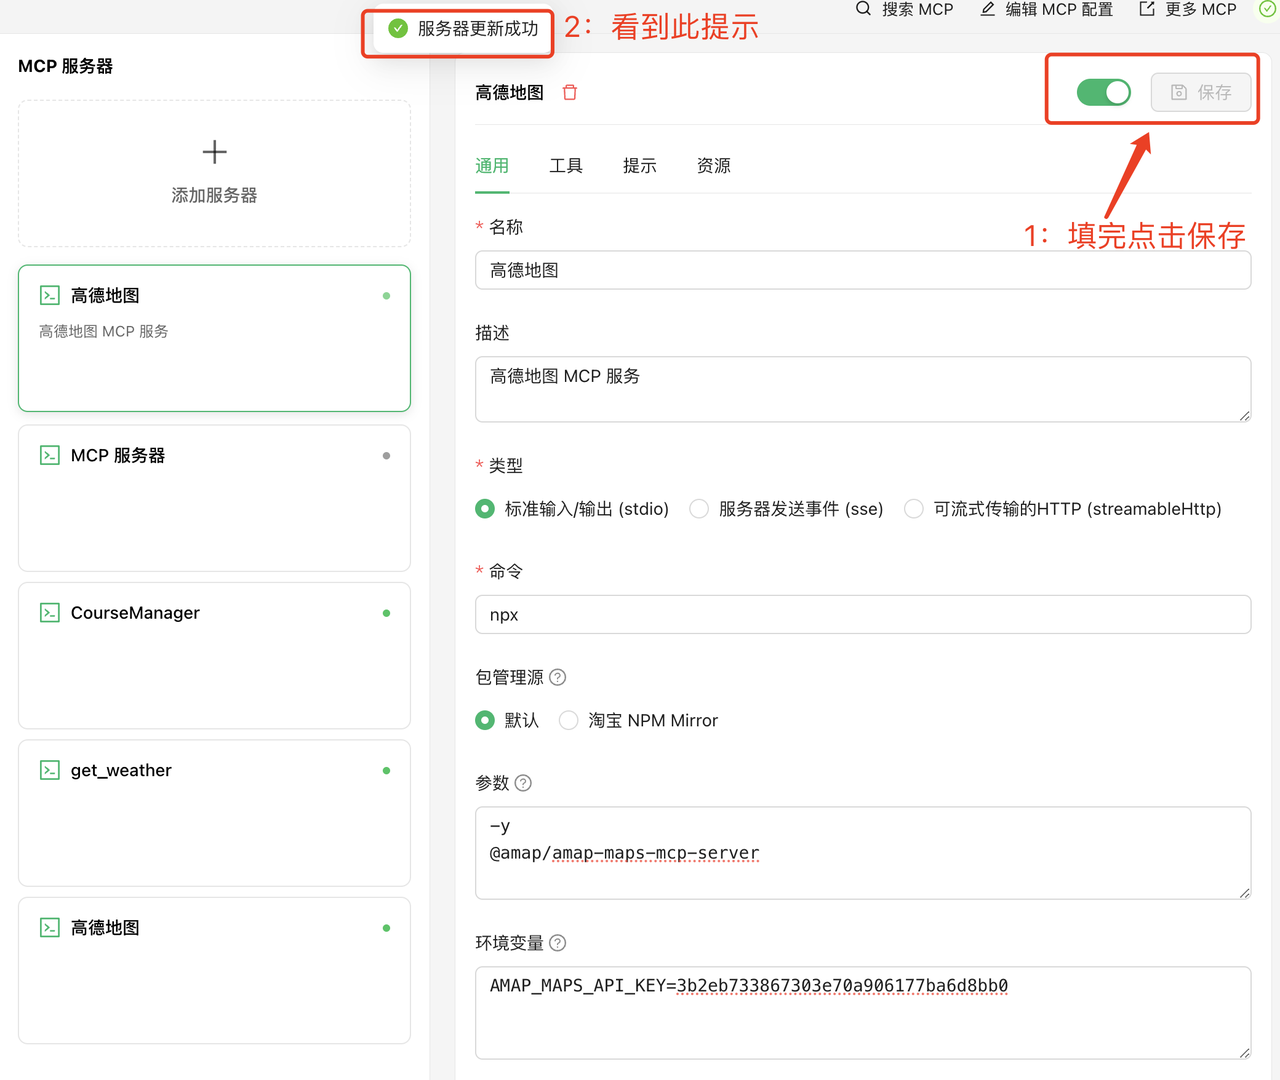 搜索 MCP
编辑 MCP 配置
更多 MCP
服务器更新成功
2：看到此提示
MCP 服务器
添加服务器
高德地图
高德地图 MCP 服务
MCP 服务器
CourseManager
get_weather
高德地图
高德地图
保存
1：填完点击保存
通用
工具
提示
资源
* 名称
高德地图
描述
高德地图 MCP 服务
* 类型
标准输入/输出 (stdio)
服务器发送事件 (sse)
可流式传输的HTTP (streamableHttp)
* 命令
npx
包管理源
默认
淘宝 NPM Mirror
参数
-y
@amap/amap-maps-mcp-server
环境变量
AMAP_MAPS_API_KEY=3b2eb733867303e70a906177ba6d8bb0